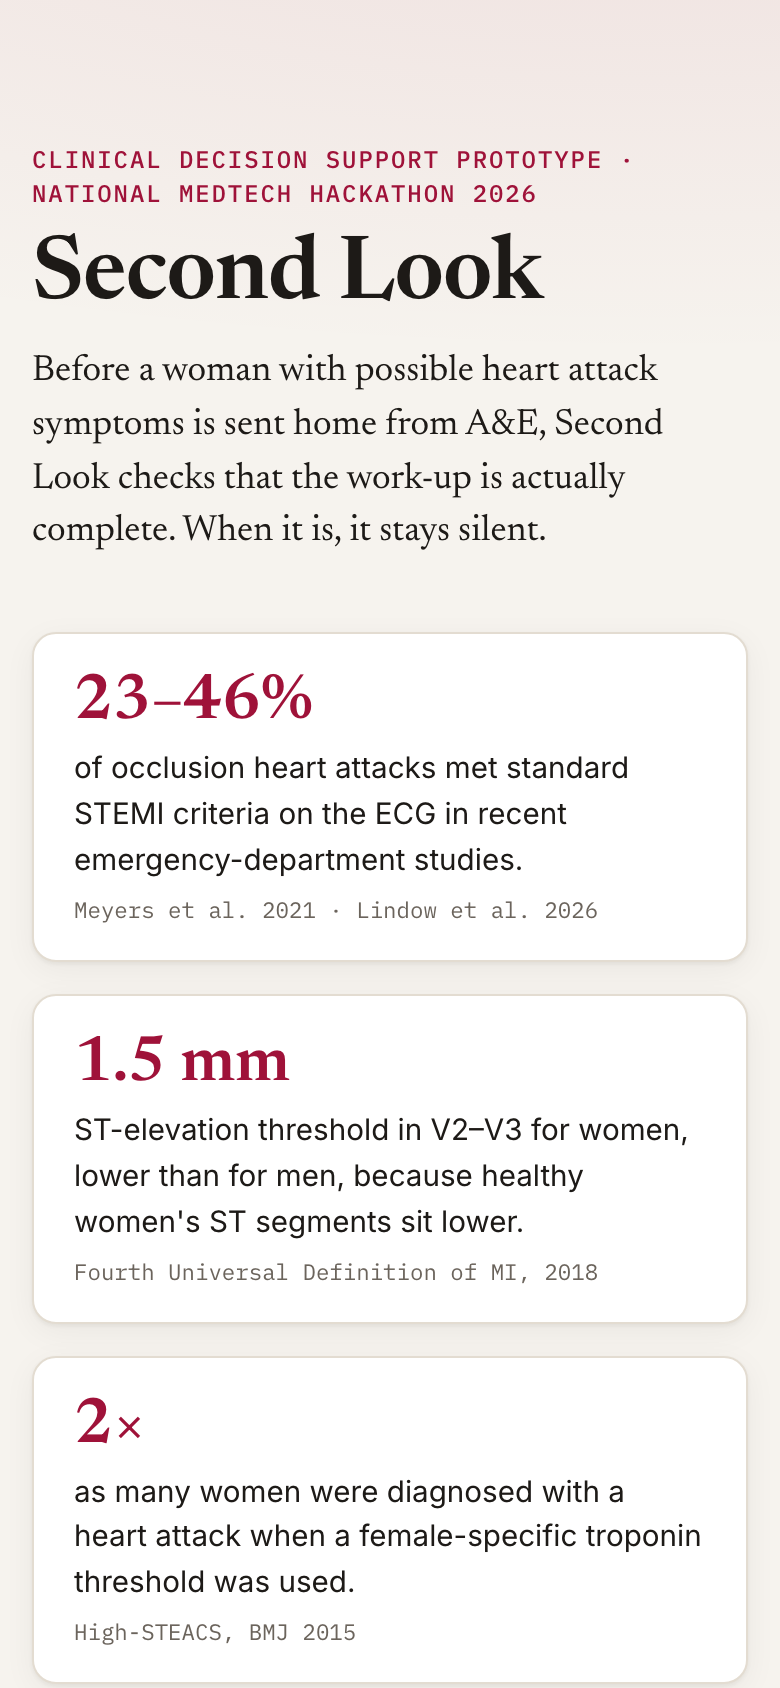 CLINICAL DECISION SUPPORT PROTOTYPE ·
NATIONAL MEDTECH HACKATHON 2026
Second Look
Before a woman with possible heart attack
symptoms is sent home from A&E, Second
Look checks that the work-up is actually
complete. When it is, it stays silent.
23–46%
of occlusion heart attacks met standard
STEMI criteria on the ECG in recent
emergency-department studies.
Meyers et al. 2021 · Lindow et al. 2026
1.5 mm
ST-elevation threshold in V2–V3 for women,
lower than for men, because healthy
women's ST segments sit lower.
Fourth Universal Definition of MI, 2018
2×
as many women were diagnosed with a
heart attack when a female-specific troponin
threshold was used.
High-STEACS, BMJ 2015